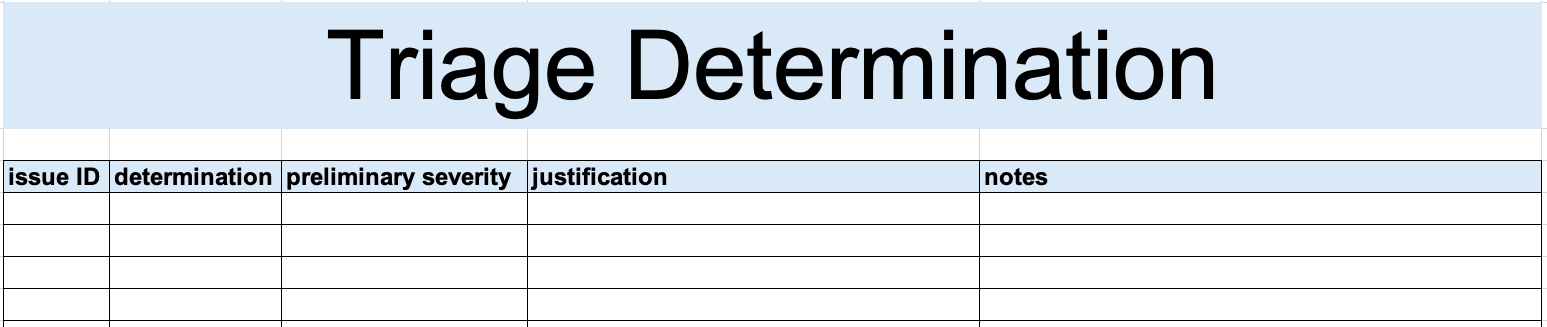 Triage Determination
issue ID determination preliminary severity justification notes